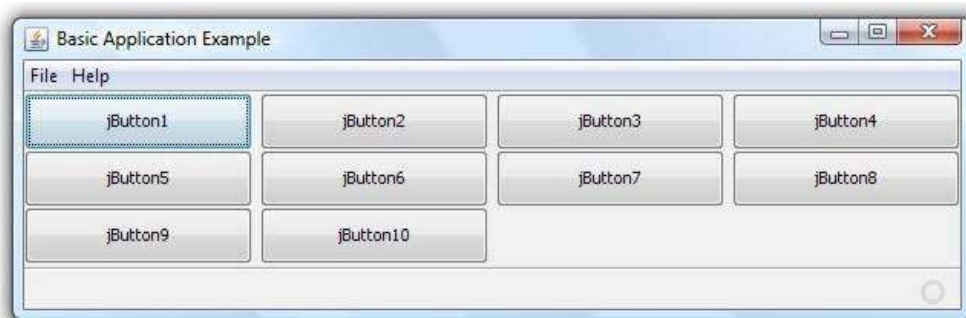 Basic Application Example
File Help
jButton1 jButton2 jButton3 jButton4
jButton5 jButton6 jButton7 jButton8
jButton9 jButton10